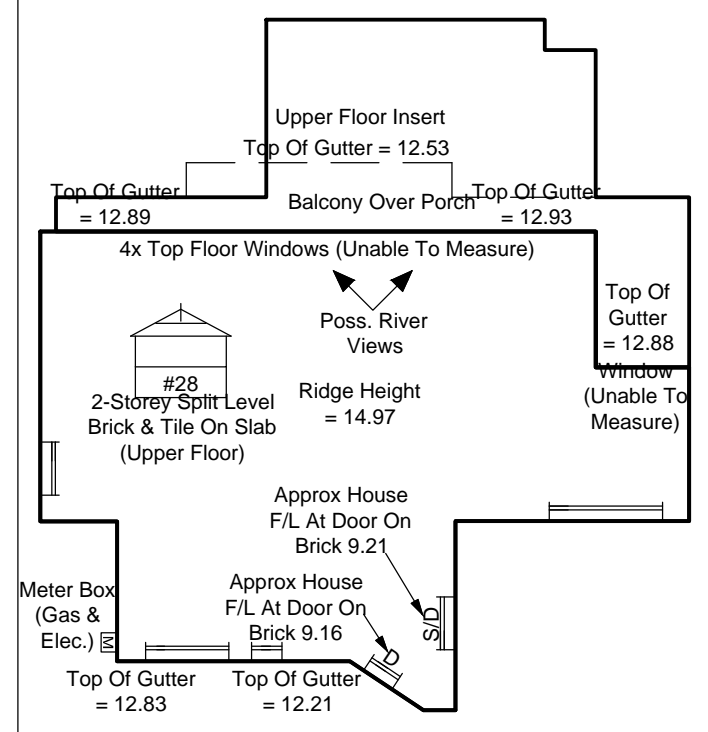 Upper Floor Insert
Top Of Gutter = 12.53
Top Of Gutter
= 12.89
Balcony Over Porch
Top Of Gutter
= 12.93
4x Top Floor Windows (Unable To Measure)
Poss. River
Views
Top Of
Gutter
= 12.88
Window
(Unable To
Measure)
#28
2-Storey Split Level
Brick & Tile On Slab
(Upper Floor)
Ridge Height
= 14.97
Approx House
F/L At Door On
Brick 9.21
Approx House
F/L At Door On
Brick 9.16
S/D
D
Meter Box
(Gas &
Elec.)
M
Top Of Gutter
= 12.83
Top Of Gutter
= 12.21